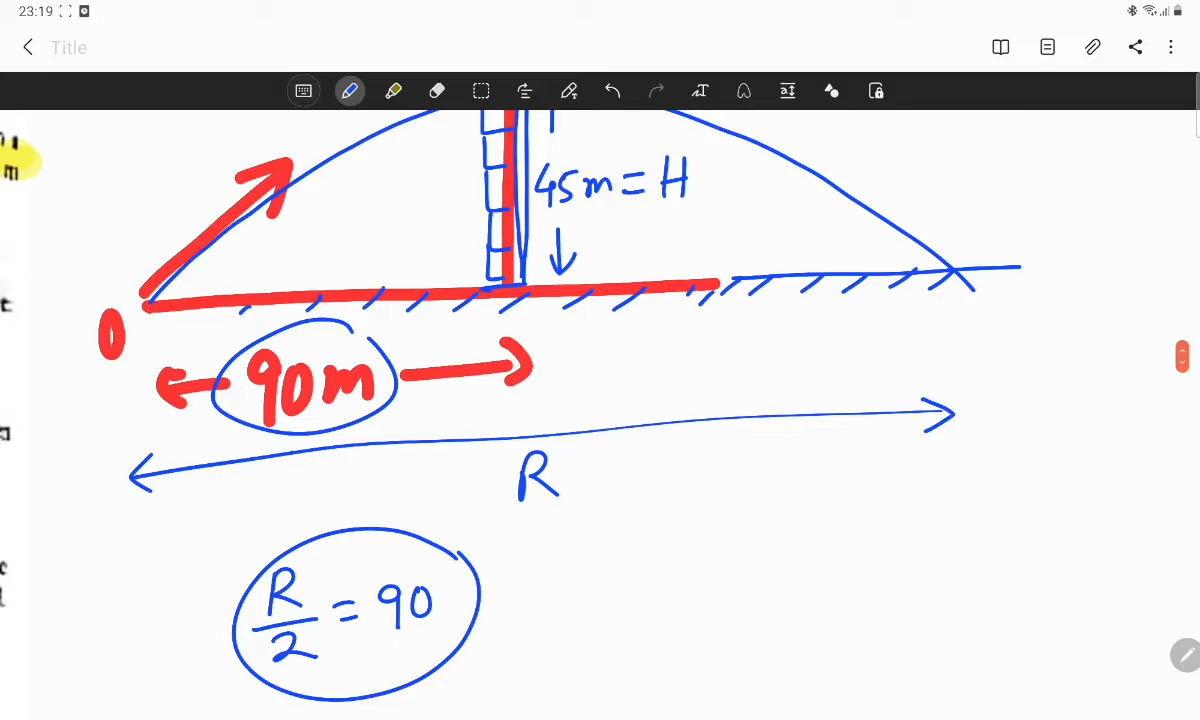 23:19
Title
m
45m = H
t
0
90m
R
R/2 = 90